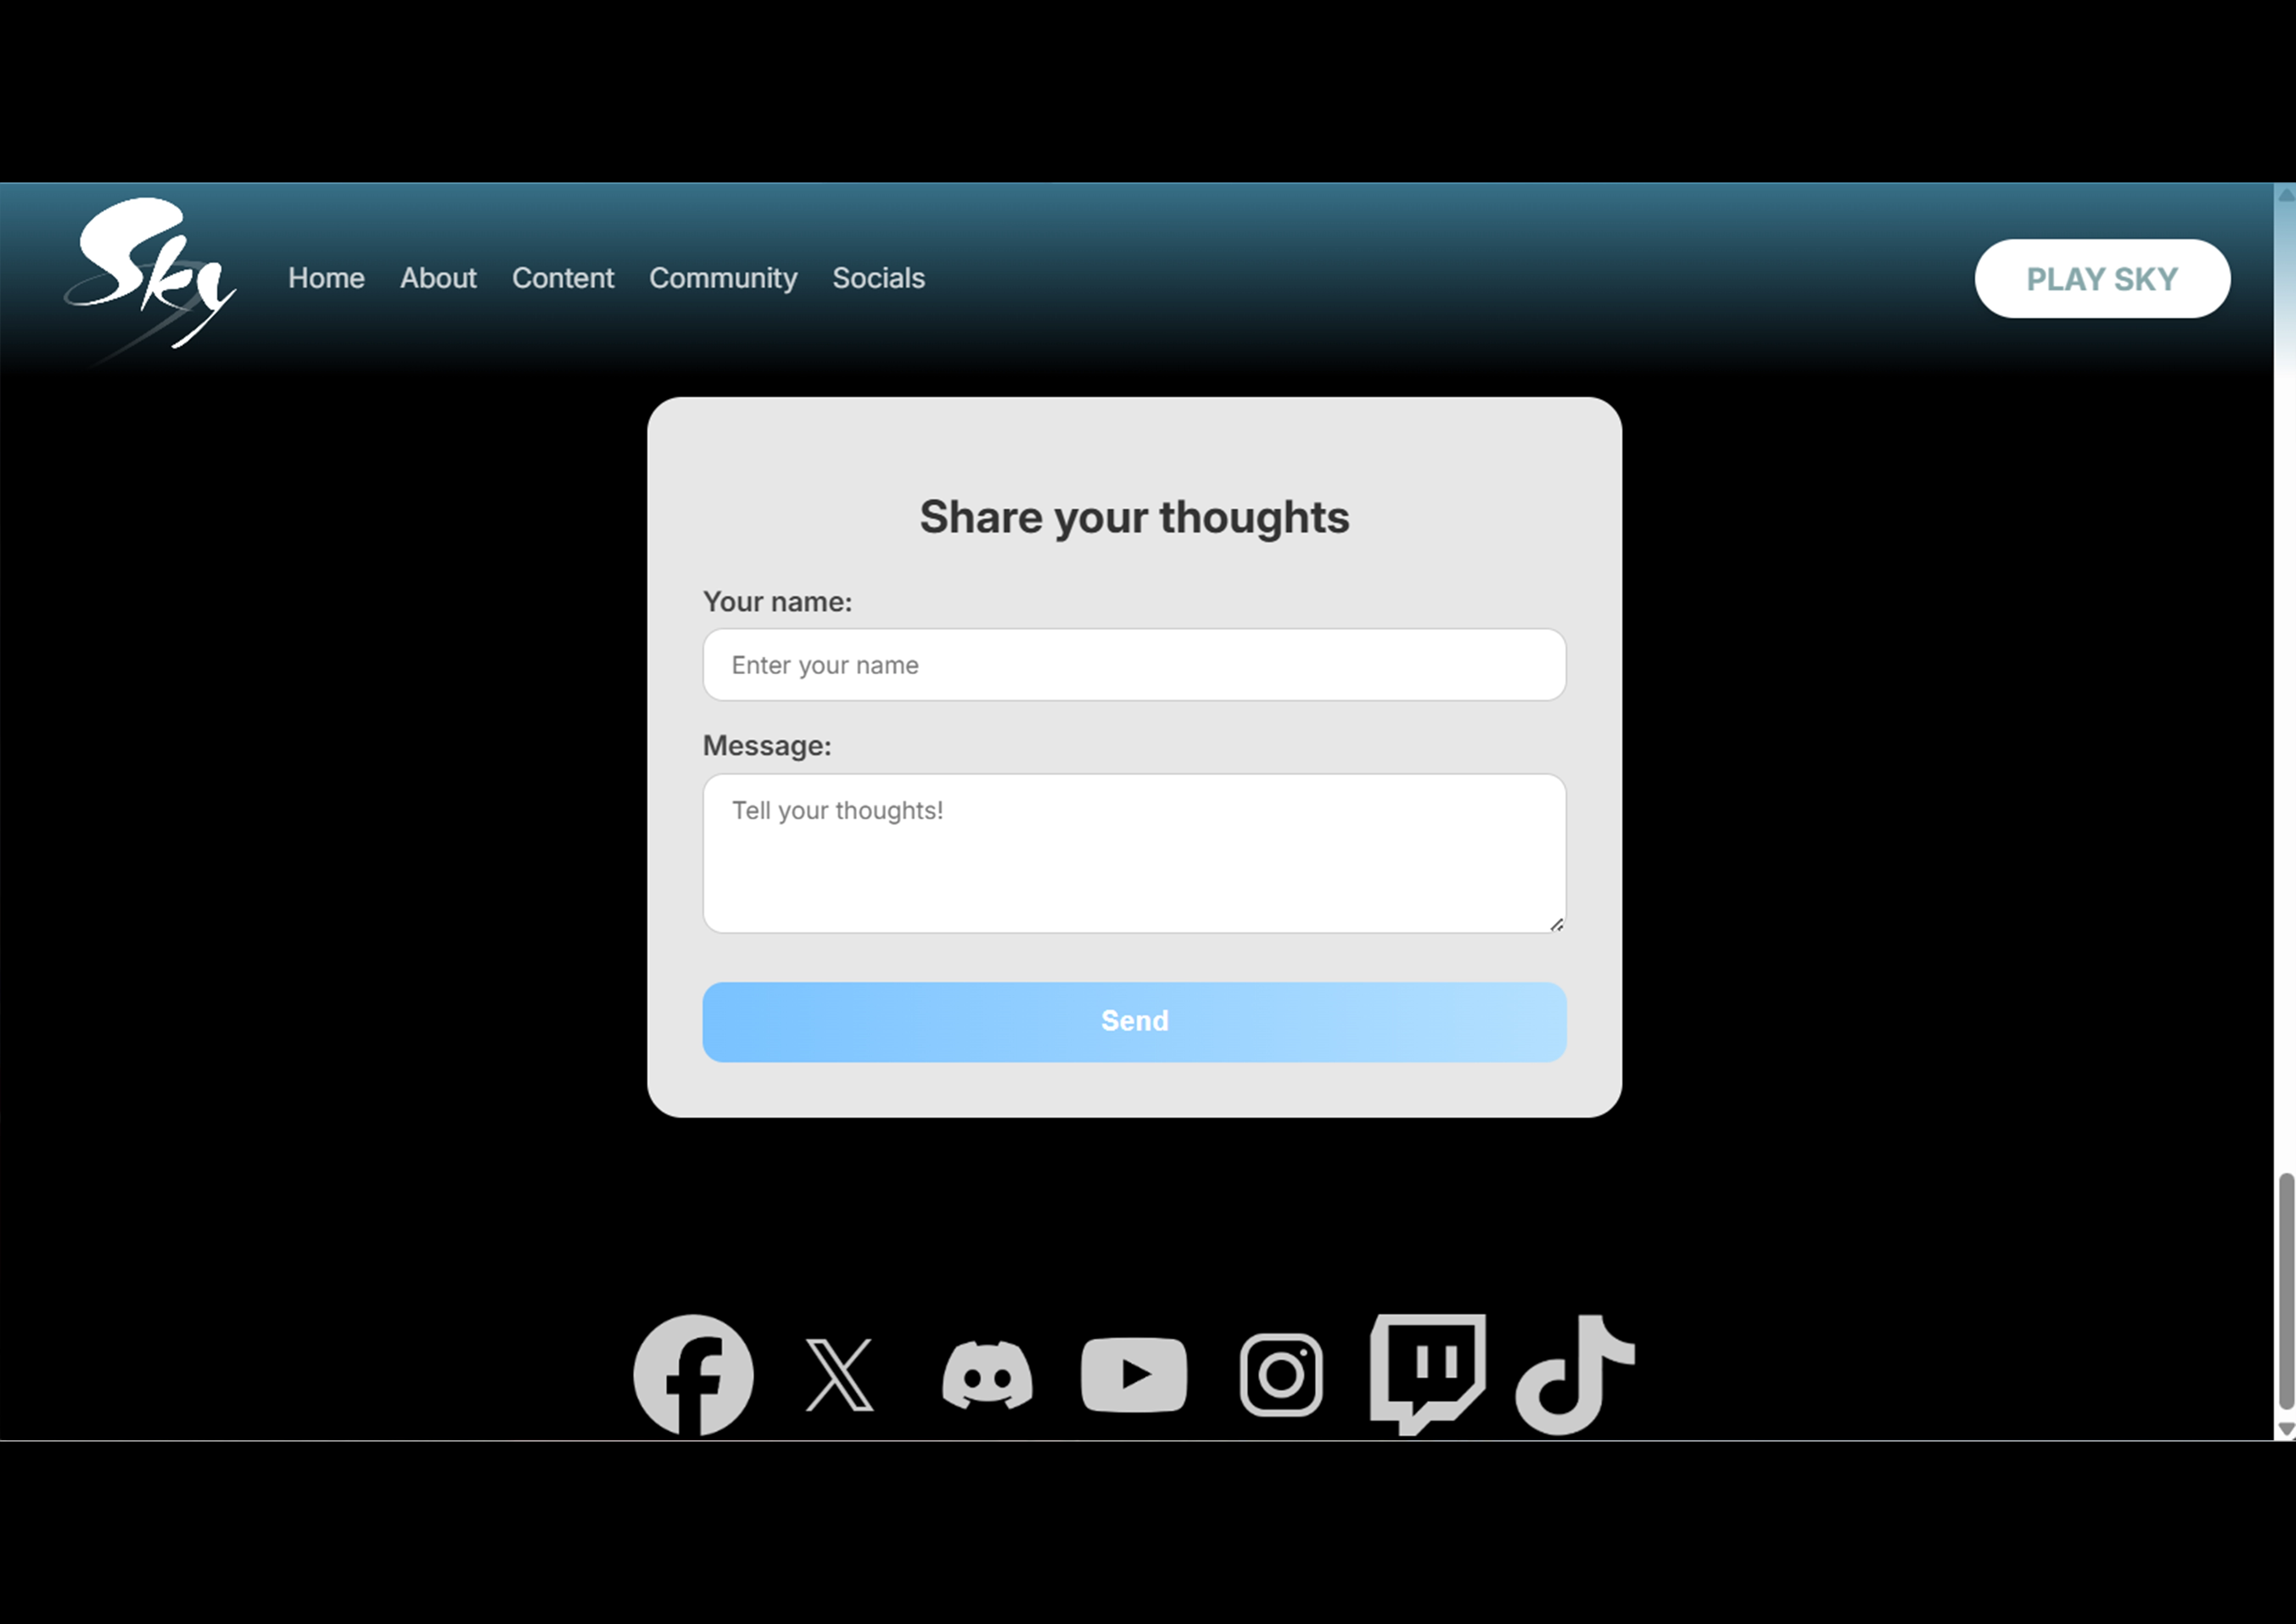 Sky
Home About Content Community Socials
PLAY SKY
Share your thoughts
Your name:
Enter your name
Message:
Tell your thoughts!
Send